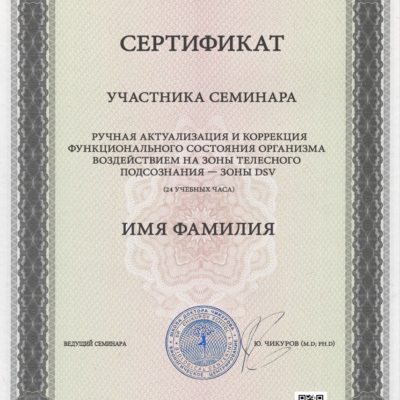 СЕРТИФИКАТ
УЧАСТНИКА СЕМИНАРА
РУЧНАЯ АКТУАЛИЗАЦИЯ И КОРРЕКЦИЯ
ФУНКЦИОНАЛЬНОГО СОСТОЯНИЯ ОРГАНИЗМА
ВОЗДЕЙСТВИЕМ НА ЗОНЫ ТЕЛЕСНОГО
ПОДСОЗНАНИЯ — ЗОНЫ DSV
(24 УЧЕБНЫХ ЧАСА)
ИМЯ ФАМИЛИЯ
ШКОЛА ДОКТОРА ЧИКУРОВА
ВЕДУЩИЙ СЕМИНАРА
Ю. ЧИКУРОВ (M.D; PH.D)